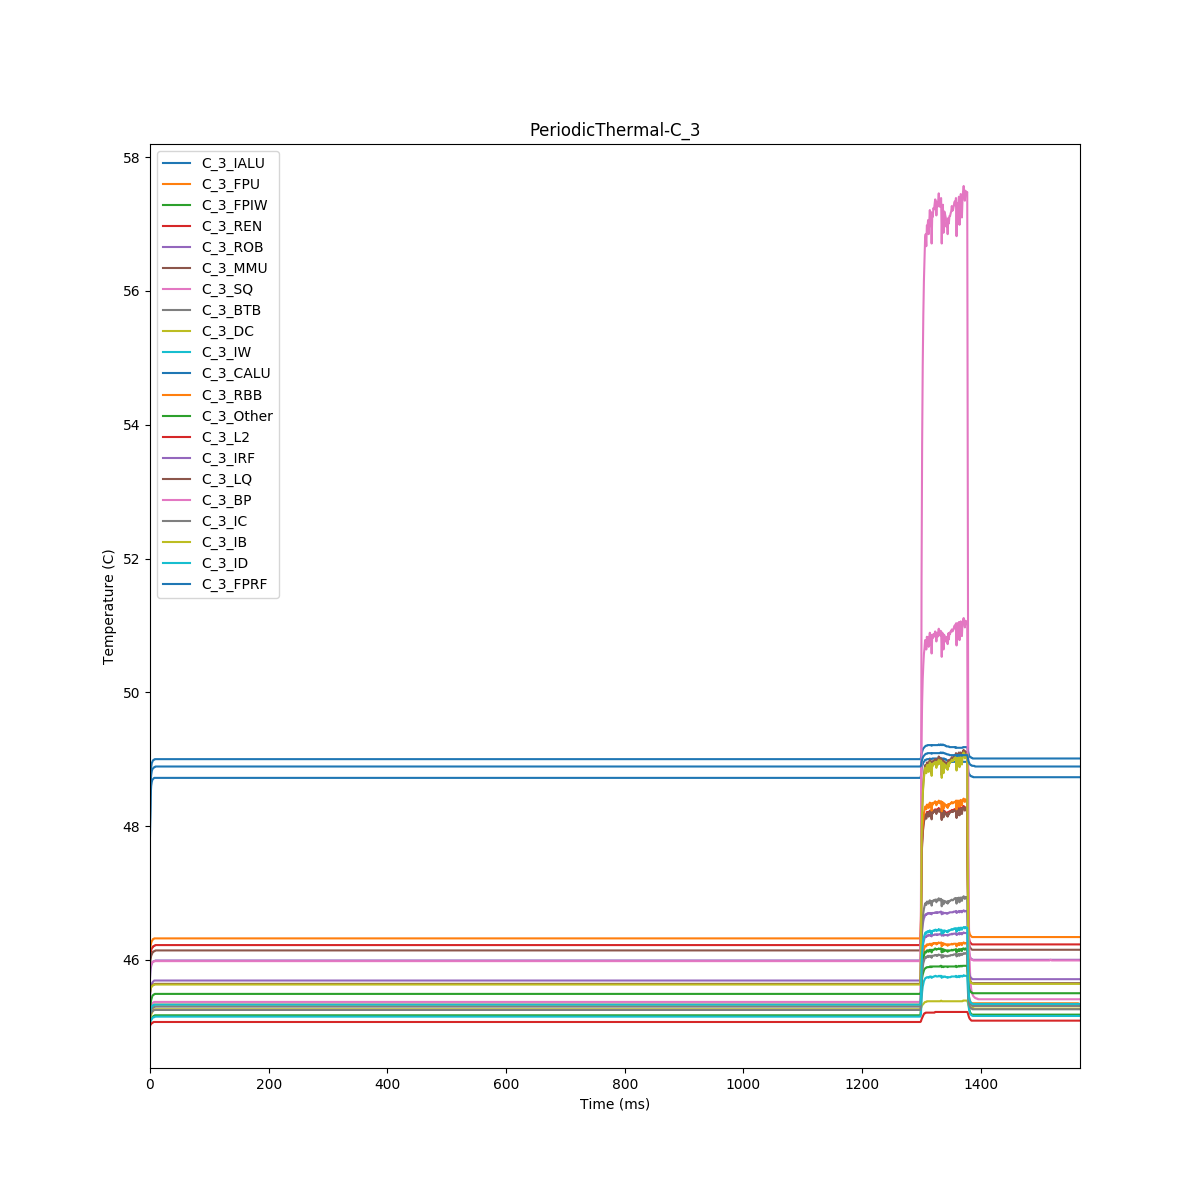 PeriodicThermal-C_3
C_3_IALU
C_3_FPU
C_3_FPIW
C_3_REN
C_3_ROB
C_3_MMU
C_3_SQ
C_3_BTB
C_3_DC
C_3_IW
C_3_CALU
C_3_RBB
C_3_Other
C_3_L2
C_3_IRF
C_3_LQ
C_3_BP
C_3_IC
C_3_IB
C_3_ID
C_3_FPRF
58
56
54
52
50
48
46
Temperature (C)
0 200 400 600 800 1000 1200 1400
Time (ms)